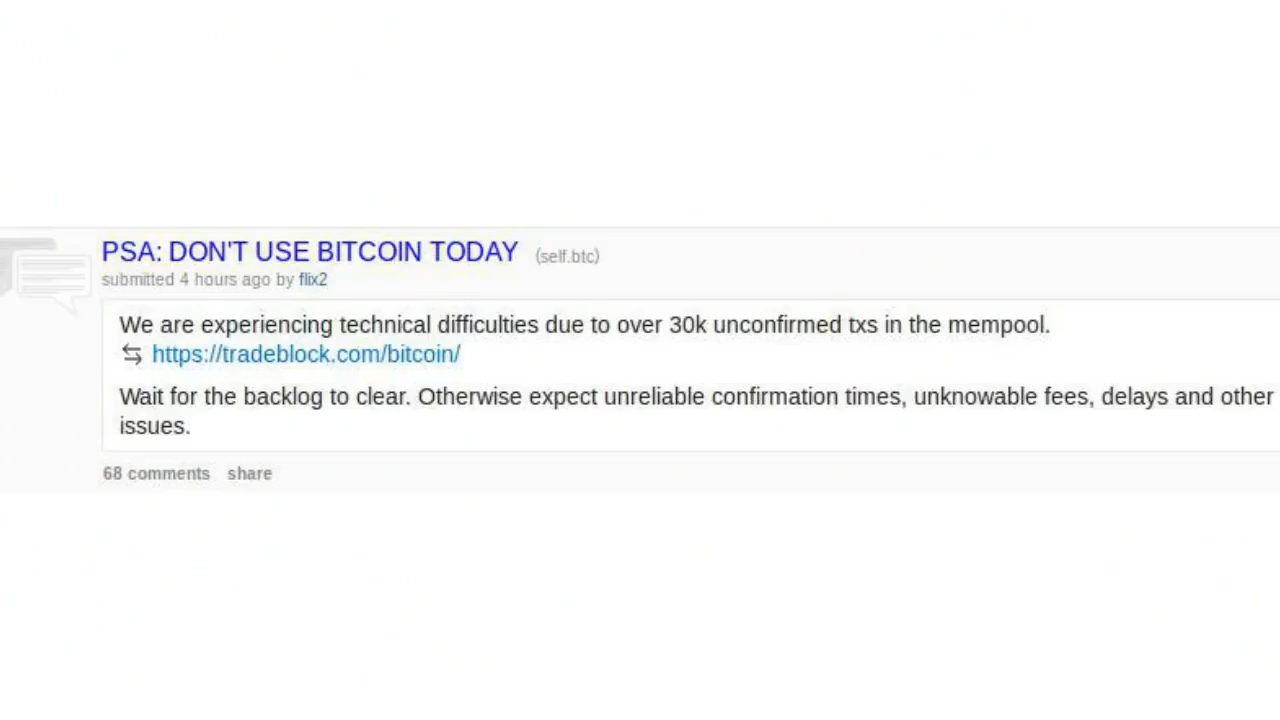 PSA: DON'T USE BITCOIN TODAY (self.btc)
submitted 4 hours ago by flix2
We are experiencing technical difficulties due to over 30k unconfirmed txs in the mempool.
https://tradeblock.com/bitcoin/
Wait for the backlog to clear. Otherwise expect unreliable confirmation times, unknowable fees, delays and other
issues.
68 comments share